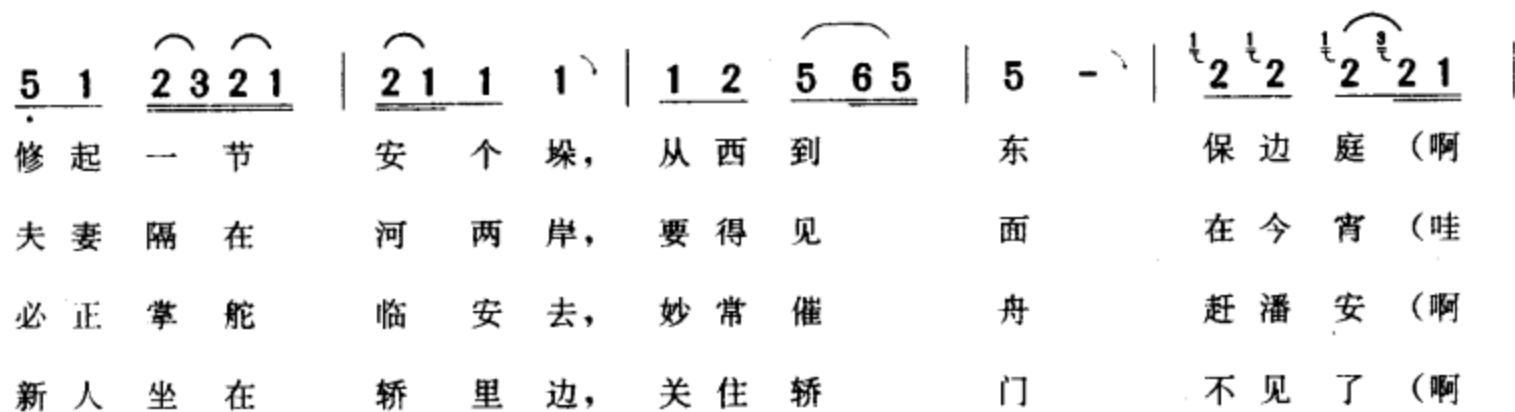 5 1 2 3 2 1 | 2 1 1 1 | 1 2 5 6 5 | 5 - | 1 2 1 2 1 2 3 2 1 |
修起一节 安个垛，从西到 东 保边庭（啊
夫妻隔在 河两岸，要得见 面 在今宵（哇
必正掌舵 临安去，妙常催 舟 赶潘安（啊
新人坐在 轿里边，关住轿 门 不见了（啊